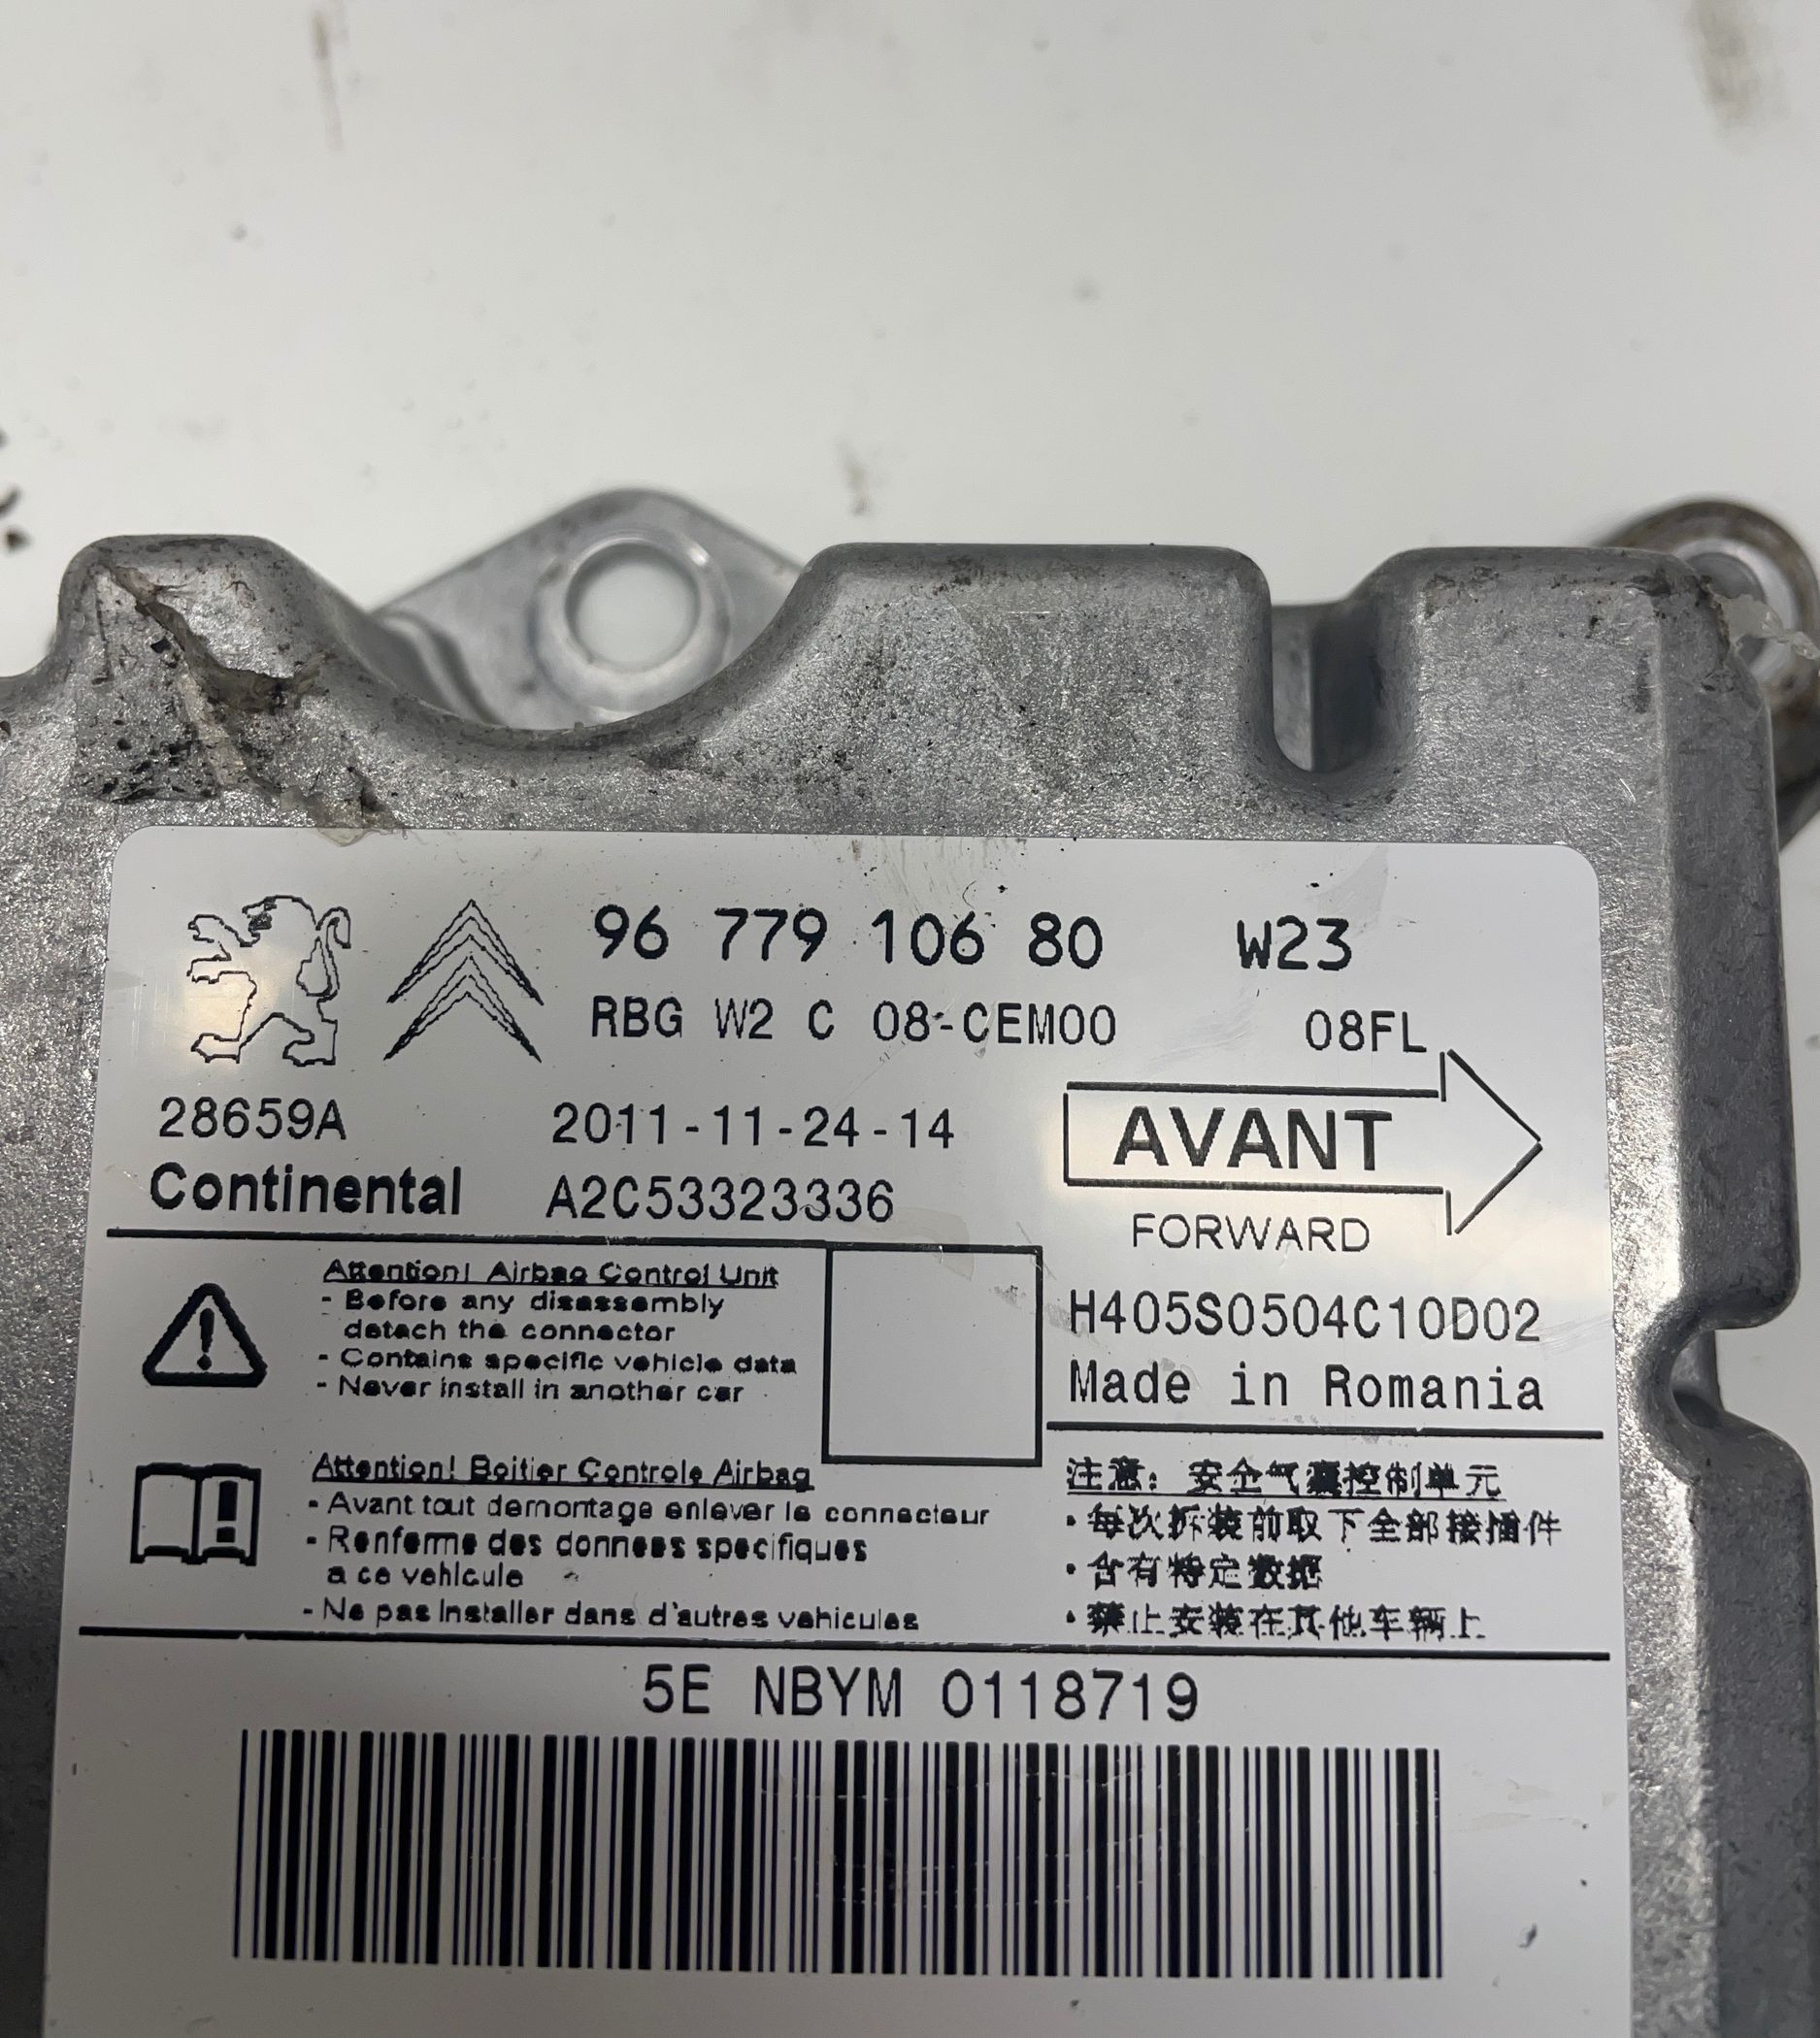 96 779 106 80 W23
RBG W2 C 08-CEM00 08FL
28659A 2011-11-24-14
AVANT
Continental A2C53323336
FORWARD
Attention! Airbag Control Unit
- Before any disassembly
detach the connector
- Contains specific vehicle data
- Never install in another car
H405S0504C10D02
Made in Romania
Attention! Boitier Controle Airbag
- Avant tout demontage enlever le connecteur
- Renferme des donnees specifiques
a ce vehicule
- Ne pas installer dans d'autres vehicules
注意: 安全气囊控制单元
·每次拆装前取下全部接插件
·含有特定数据
·禁止安装在其他车辆上
5E NBYM 0118719